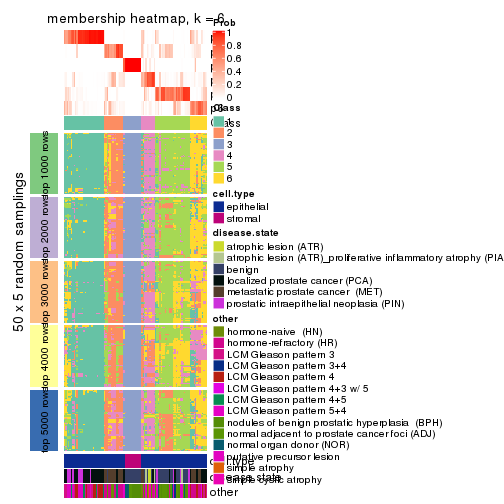 membership heatmap, k = 6
Prob
1
0.8
0.6
0.4
0.2
0
Class
1
2
3
4
5
6
cell.type
epithelial
stromal
disease.state
atrophic lesion (ATR)
atrophic lesion (ATR)_proliferative inflammatory atrophy (PIA
benign
localized prostate cancer (PCA)
metastatic prostate cancer (MET)
prostatic intraepithelial neoplasia (PIN)
other
hormone-naive (HN)
hormone-refractory (HR)
LCM Gleason pattern 3
LCM Gleason pattern 3+4
LCM Gleason pattern 4
LCM Gleason pattern 4+3 w/ 5
LCM Gleason pattern 4+5
LCM Gleason pattern 5+4
nodules of benign prostatic hyperplasia (BPH)
normal adjacent to prostate cancer foci (ADJ)
normal organ donor (NOR)
putative precursor lesion
simple atrophy
simple cystic atrophy
other
50 x 5 random samplings
top 1000 rows
top 2000 rows
top 3000 rows
top 4000 rows
top 5000 rows